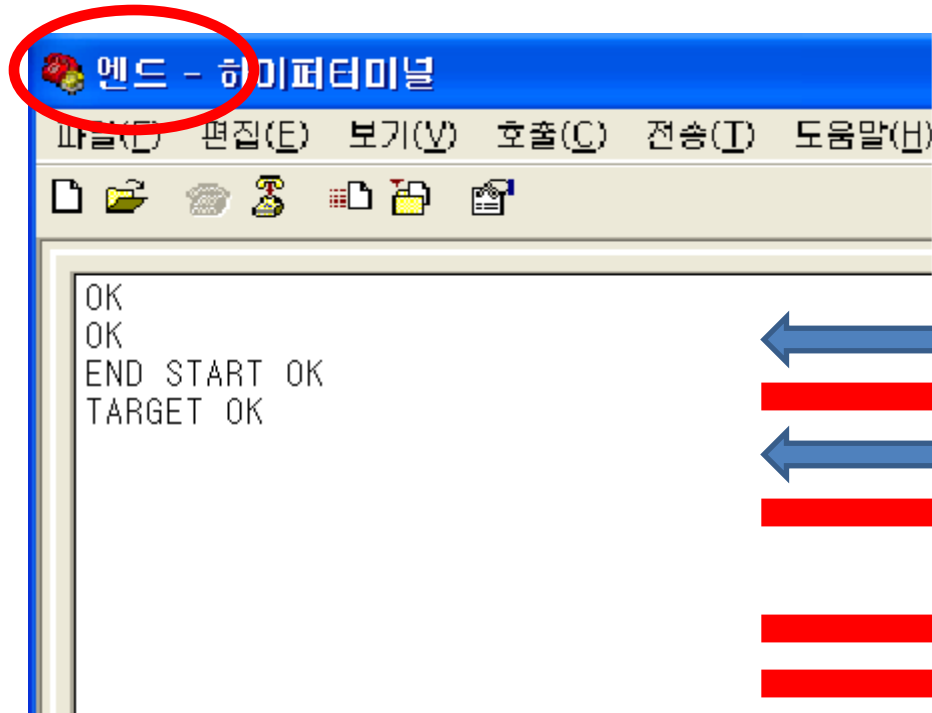 엔드 - 하이퍼터미널
파일(F) 편집(E) 보기(V) 호출(C) 전송(T) 도움말(H)
OK
OK
END START OK
TARGET OK